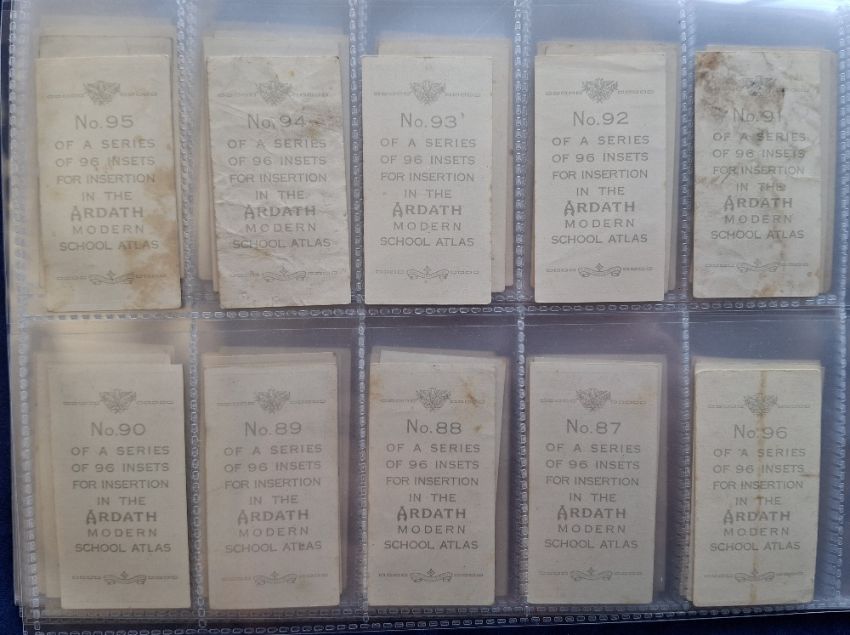 No. 95
OF A SERIES
OF 96 INSETS
FOR INSERTION
IN THE
ARDATH
MODERN
SCHOOL ATLAS
No. 94
OF A SERIES
OF 96 INSETS
FOR INSERTION
IN THE
ARDATH
MODERN
SCHOOL ATLAS
No. 93
OF A SERIES
OF 96 INSETS
FOR INSERTION
IN THE
ARDATH
MODERN
SCHOOL ATLAS
No. 92
OF A SERIES
OF 96 INSETS
FOR INSERTION
IN THE
ARDATH
MODERN
SCHOOL ATLAS
No. 91
OF A SERIES
OF 96 INSETS
FOR INSERTION
IN THE
ARDATH
MODERN
SCHOOL ATLAS
No. 90
OF A SERIES
OF 96 INSETS
FOR INSERTION
IN THE
ARDATH
MODERN
SCHOOL ATLAS
No. 89
OF A SERIES
OF 96 INSETS
FOR INSERTION
IN THE
ARDATH
MODERN
SCHOOL ATLAS
No. 88
OF A SERIES
OF 96 INSETS
FOR INSERTION
IN THE
ARDATH
MODERN
SCHOOL ATLAS
No. 87
OF A SERIES
OF 96 INSETS
FOR INSERTION
IN THE
ARDATH
MODERN
SCHOOL ATLAS
No. 96
OF A SERIES
OF 96 INSETS
FOR INSERTION
IN THE
ARDATH
MODERN
SCHOOL ATLAS